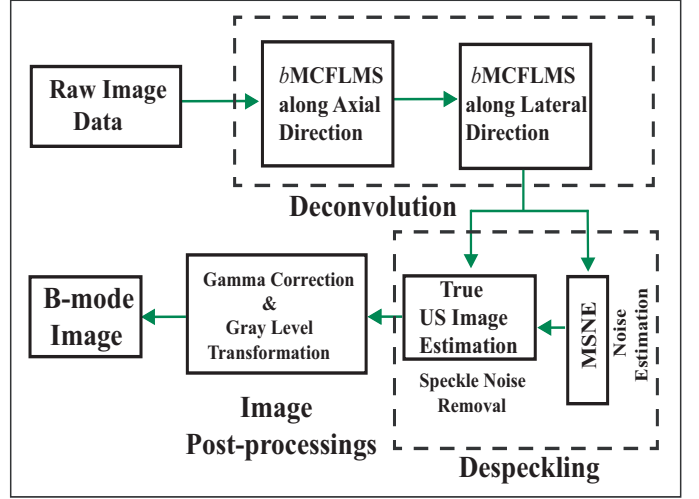 Raw Image
Data
bMCFLMS
along Axial
Direction
bMCFLMS
along Lateral
Direction
Deconvolution
B-mode
Image
Gamma Correction
&
Gray Level
Transformation
Image
Post-processings
True
US Image
Estimation
Speckle Noise
Removal
MSNE
Noise
Estimation
Despeckling